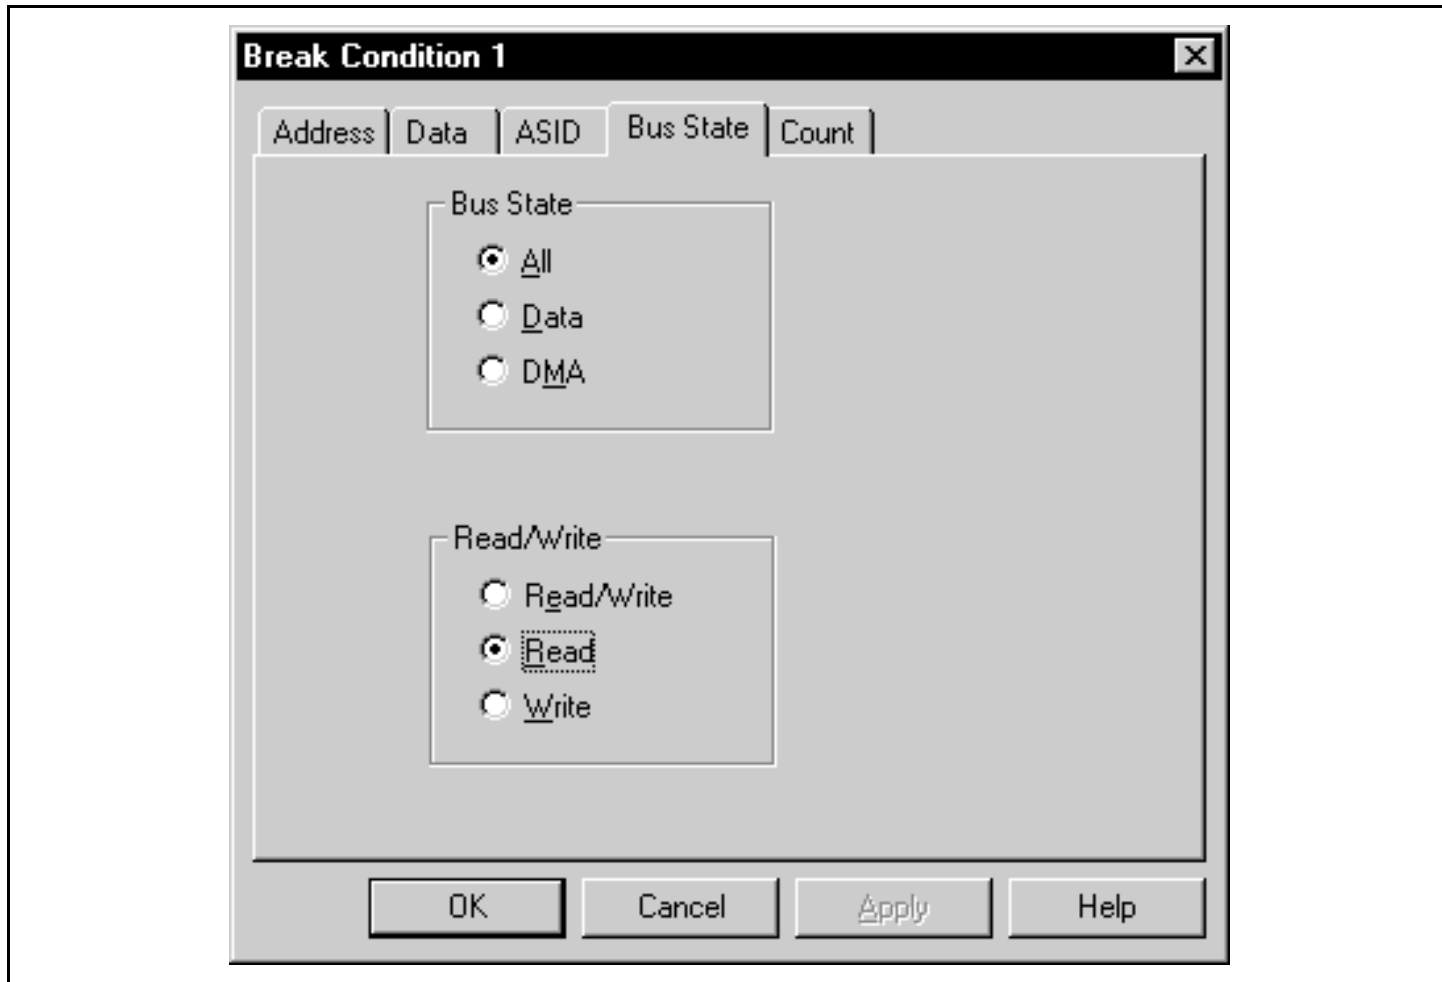 Break Condition 1
Address Data ASID Bus State Count
Bus State
All
Data
DMA
Read/Write
Read/Write
Read
Write
OK Cancel Apply Help